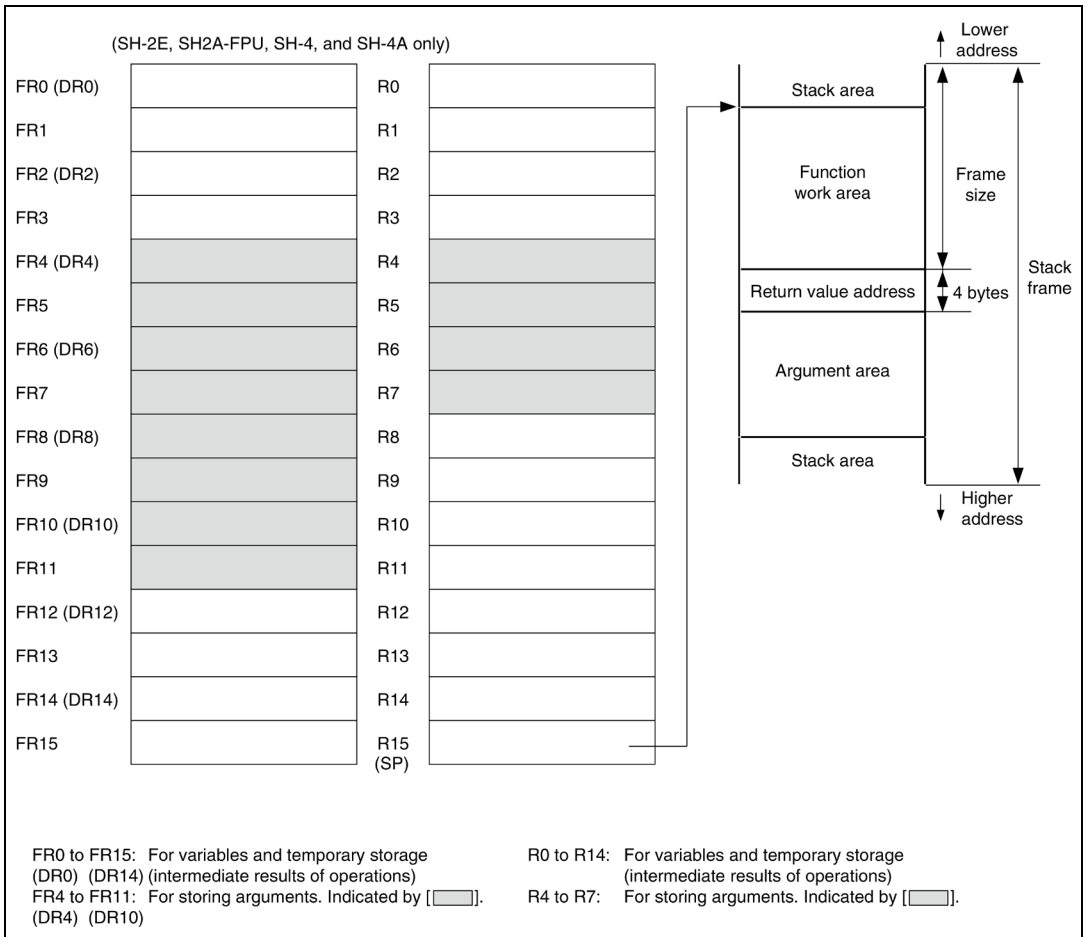 (SH-2E, SH2A-FPU, SH-4, and SH-4A only)
FR0 (DR0)
FR1
FR2 (DR2)
FR3
FR4 (DR4)
FR5
FR6 (DR6)
FR7
FR8 (DR8)
FR9
FR10 (DR10)
FR11
FR12 (DR12)
FR13
FR14 (DR14)
FR15
R0
R1
R2
R3
R4
R5
R6
R7
R8
R9
R10
R11
R12
R13
R14
R15
(SP)
Lower
address
Stack area
Function
work area
Frame
size
Return value address
4 bytes
Stack
frame
Argument area
Stack area
Higher
address
FR0 to FR15: For variables and temporary storage
(DR0) (DR14) (intermediate results of operations)
FR4 to FR11: For storing arguments. Indicated by [ ].
(DR4) (DR10)
R0 to R14: For variables and temporary storage
(intermediate results of operations)
R4 to R7: For storing arguments. Indicated by [ ].